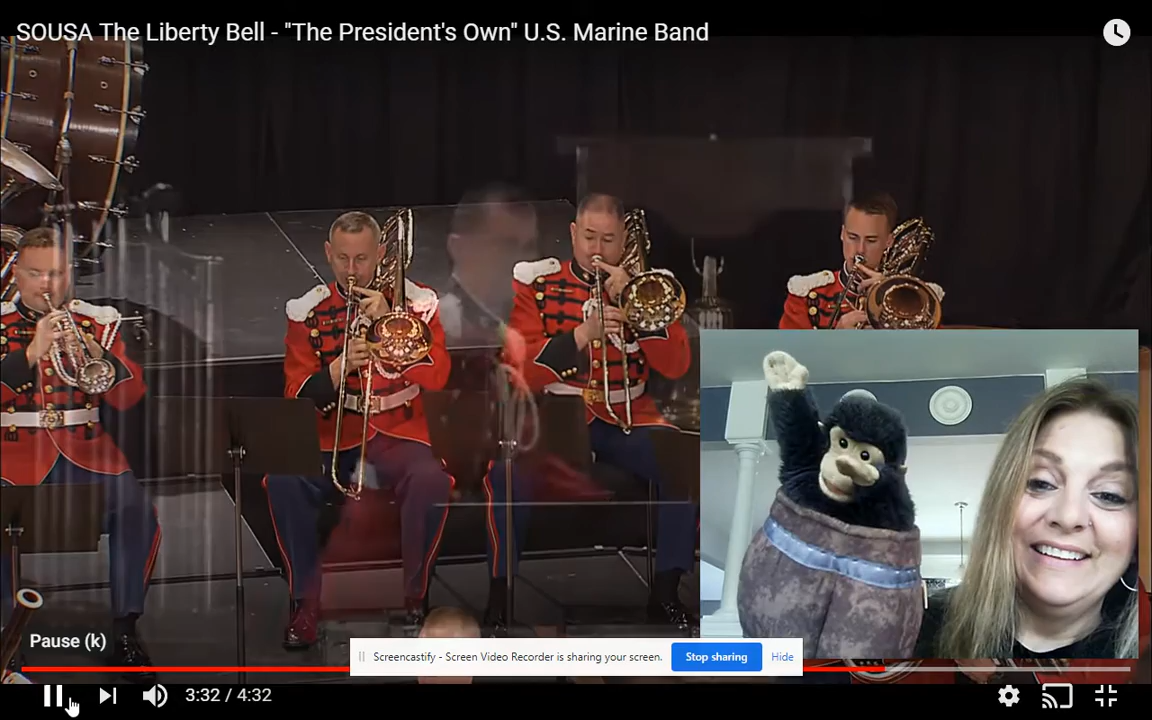 SOUSA The Liberty Bell - "The President's Own" U.S. Marine Band
Pause (k)
Screencastify - Screen Video Recorder is sharing your screen. Stop sharing Hide
3:32 / 4:32